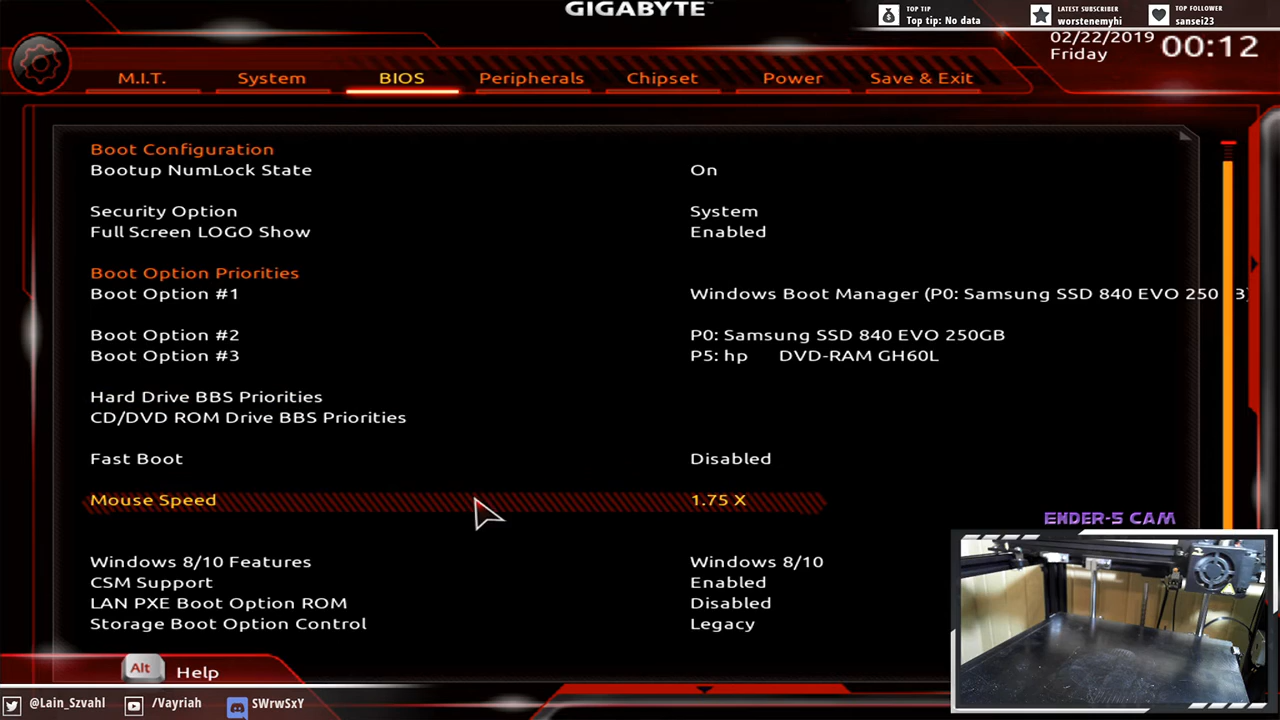 GIGABYTE™
TOP TIP
Top tip: No data
LATEST SUBSCRIBER
worstenemyhi
TOP FOLLOWER
sansei23
02/22/2019
Friday
00:12
M.I.T. System BIOS Peripherals Chipset Power Save & Exit
Boot Configuration
Bootup NumLock State On
Security Option System
Full Screen LOGO Show Enabled
Boot Option Priorities
Boot Option #1 Windows Boot Manager (P0: Samsung SSD 840 EVO 250
Boot Option #2 P0: Samsung SSD 840 EVO 250GB
Boot Option #3 P5: hp DVD-RAM GH60L
Hard Drive BBS Priorities
CD/DVD ROM Drive BBS Priorities
Fast Boot Disabled
Mouse Speed 1.75 X
Windows 8/10 Features Windows 8/10
CSM Support Enabled
LAN PXE Boot Option ROM Disabled
Storage Boot Option Control Legacy
ENDER-5 CAM
Alt Help
@Lain_Szvahl /Vayriah SWrwSxY